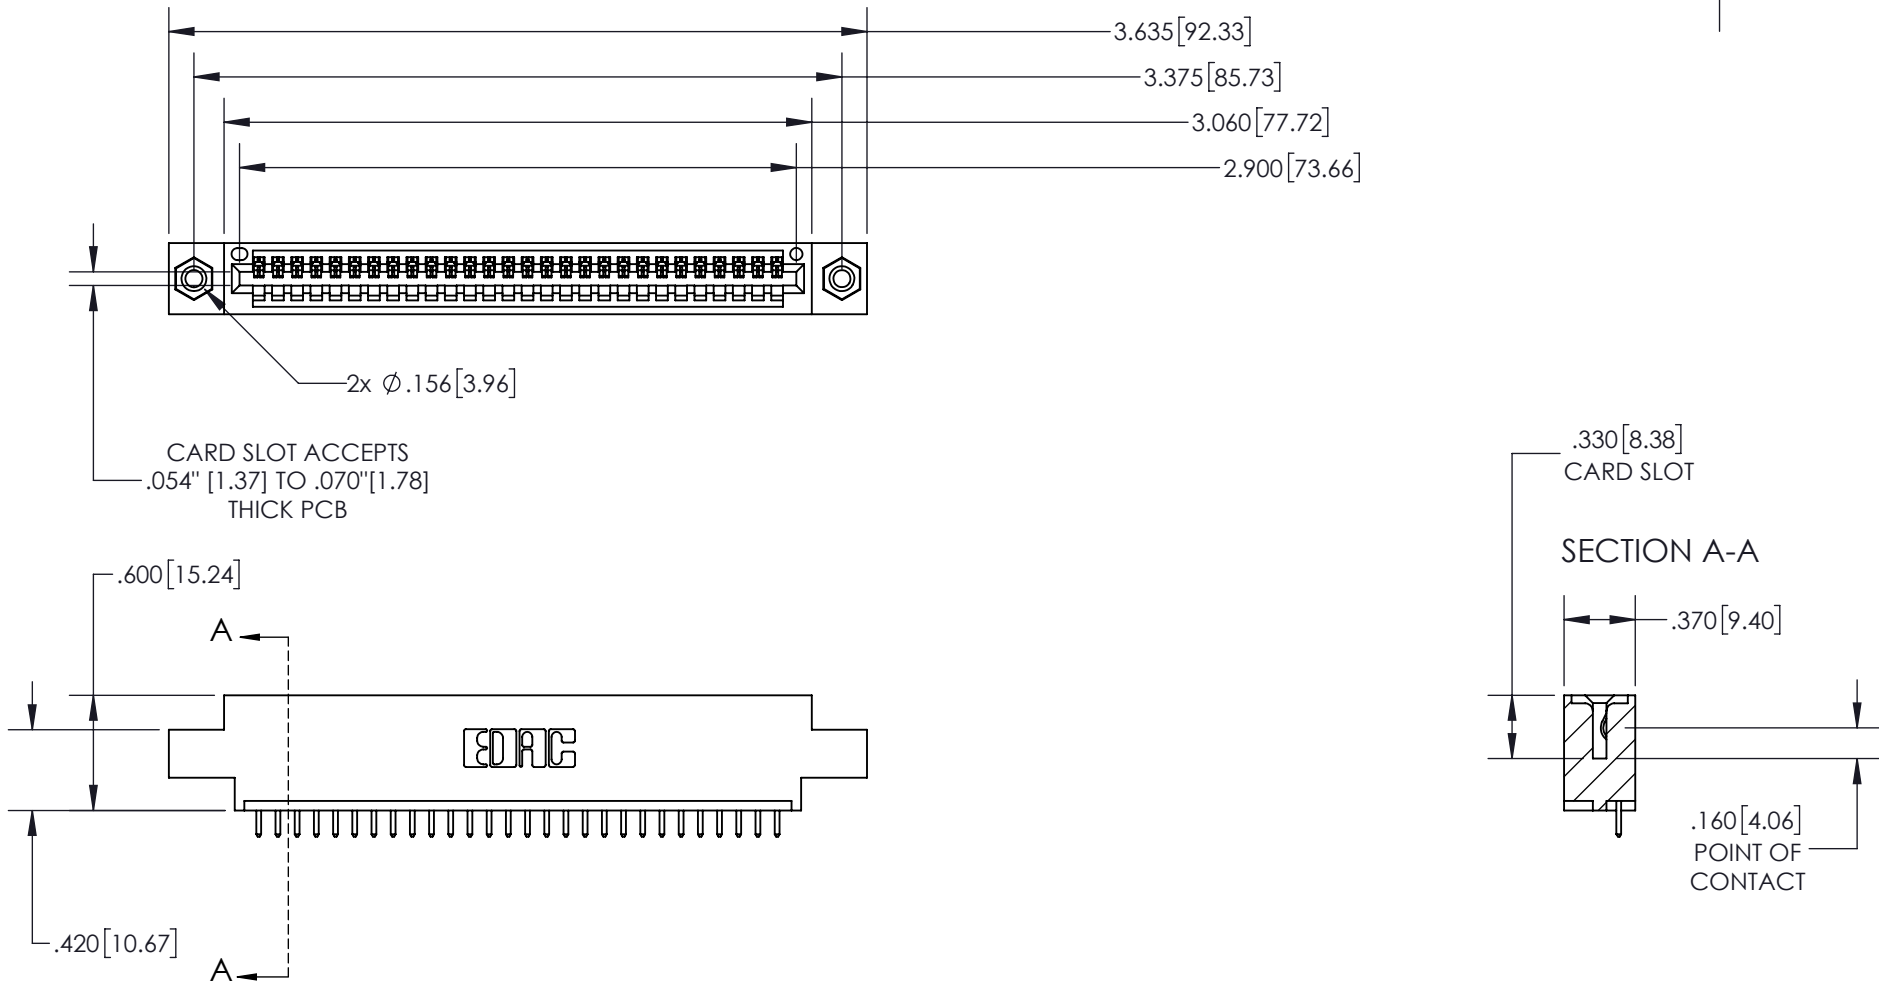 3.635[92.33]
3.375[85.73]
3.060[77.72]
2.900[73.66]
2x ∅.156[3.96]
CARD SLOT ACCEPTS
.054" [1.37] TO .070"[1.78]
THICK PCB
.330[8.38]
CARD SLOT
SECTION A-A
.600[15.24]
.370[9.40]
A
EDAC
.160[4.06]
POINT OF
CONTACT
.420[10.67]
A